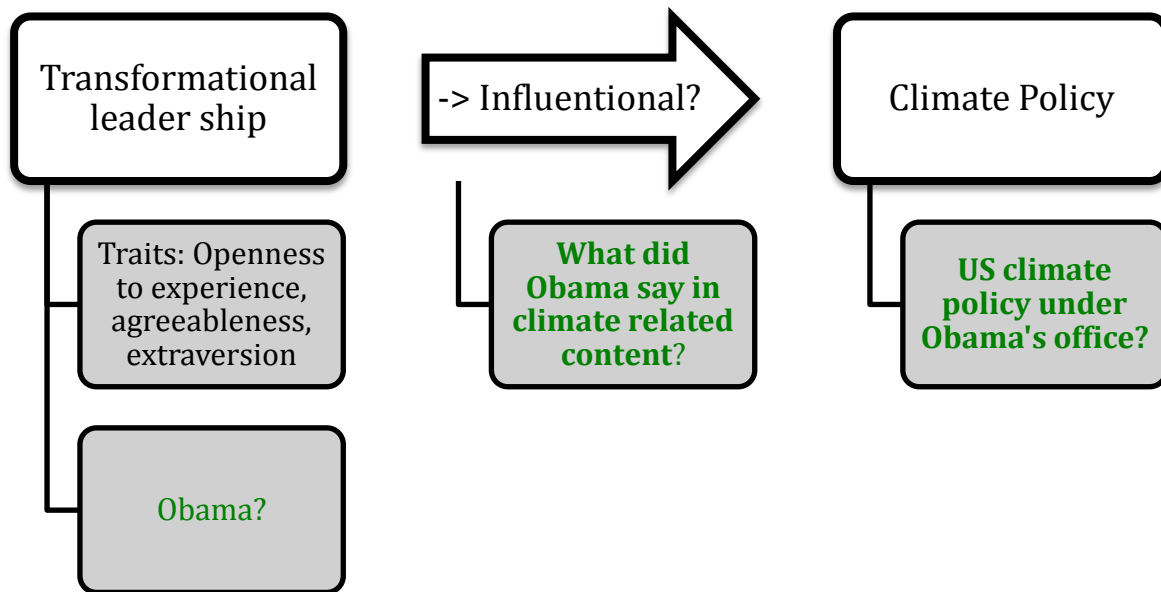 Transformational
leader ship
-> Influentional?
Climate Policy
Traits: Openness
to experience,
agreeableness,
extraversion
What did
Obama say in
climate related
content?
US climate
policy under
Obama's office?
Obama?